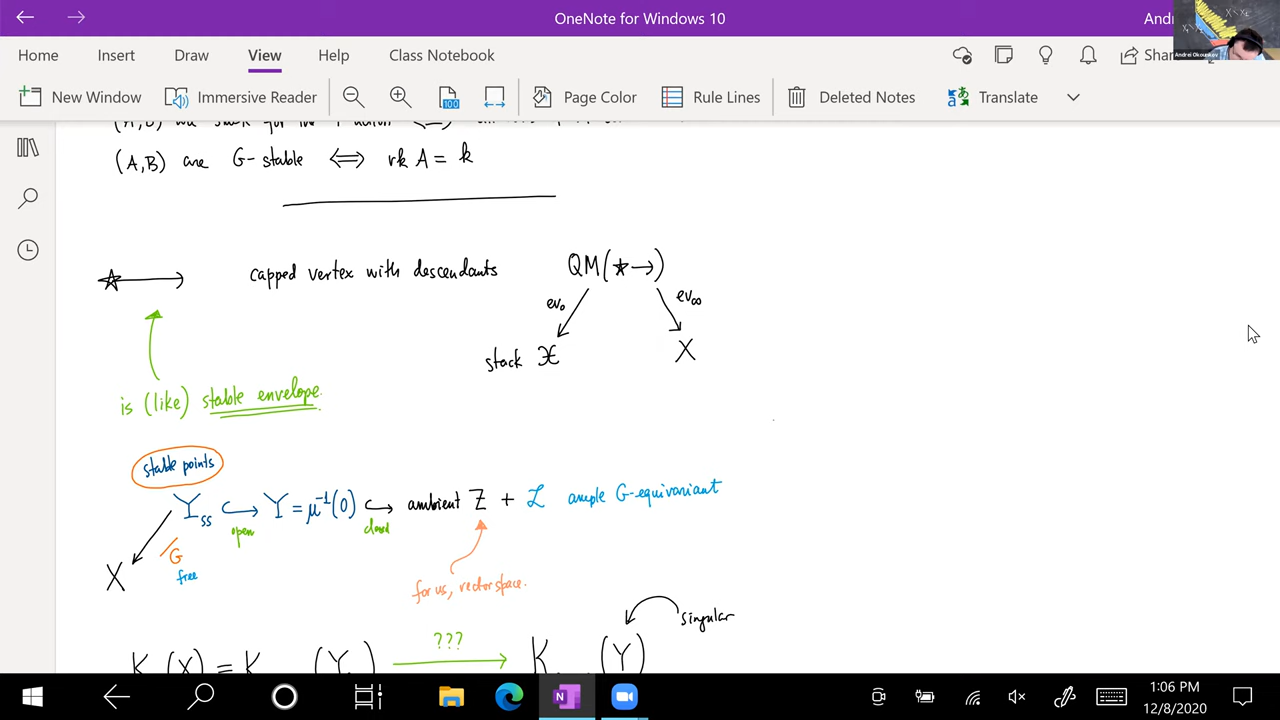 OneNote for Windows 10
Home Insert Draw View Help Class Notebook
New Window Immersive Reader 100 Page Color Rule Lines Deleted Notes Translate
Andrei Okounkov
(A,B) are G-stable ⟺ rk A = k
☆→ capped vertex with descendants QM(★→)
ev₀ ev∞
stack 𝔛 X
is (like) stable envelope.
stable points
Y_ss ↪ Y = μ⁻¹(0) ↪ ambient Z + ℒ ample G-equivariant
open closed
/G
free
X
for us, vector space.
singular
???
K (X) = K (Y K (Y)
1:06 PM
12/8/2020